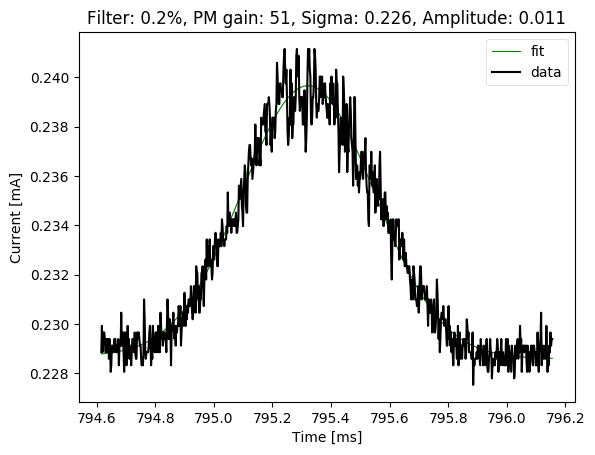 Filter: 0.2%, PM gain: 51, Sigma: 0.226, Amplitude: 0.011
fit
data
0.240
0.238
0.236
0.234
0.232
0.230
0.228
Current [mA]
794.6 794.8 795.0 795.2 795.4 795.6 795.8 796.0 796.2
Time [ms]